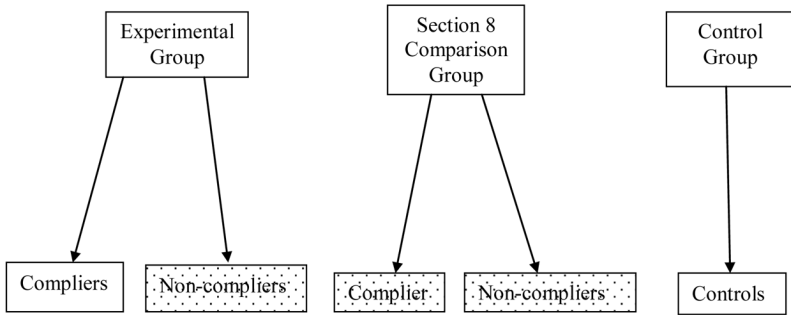 Experimental
Group
Section 8
Comparison
Group
Control
Group
Compliers
Non-compliers
Complier
Non-compliers
Controls